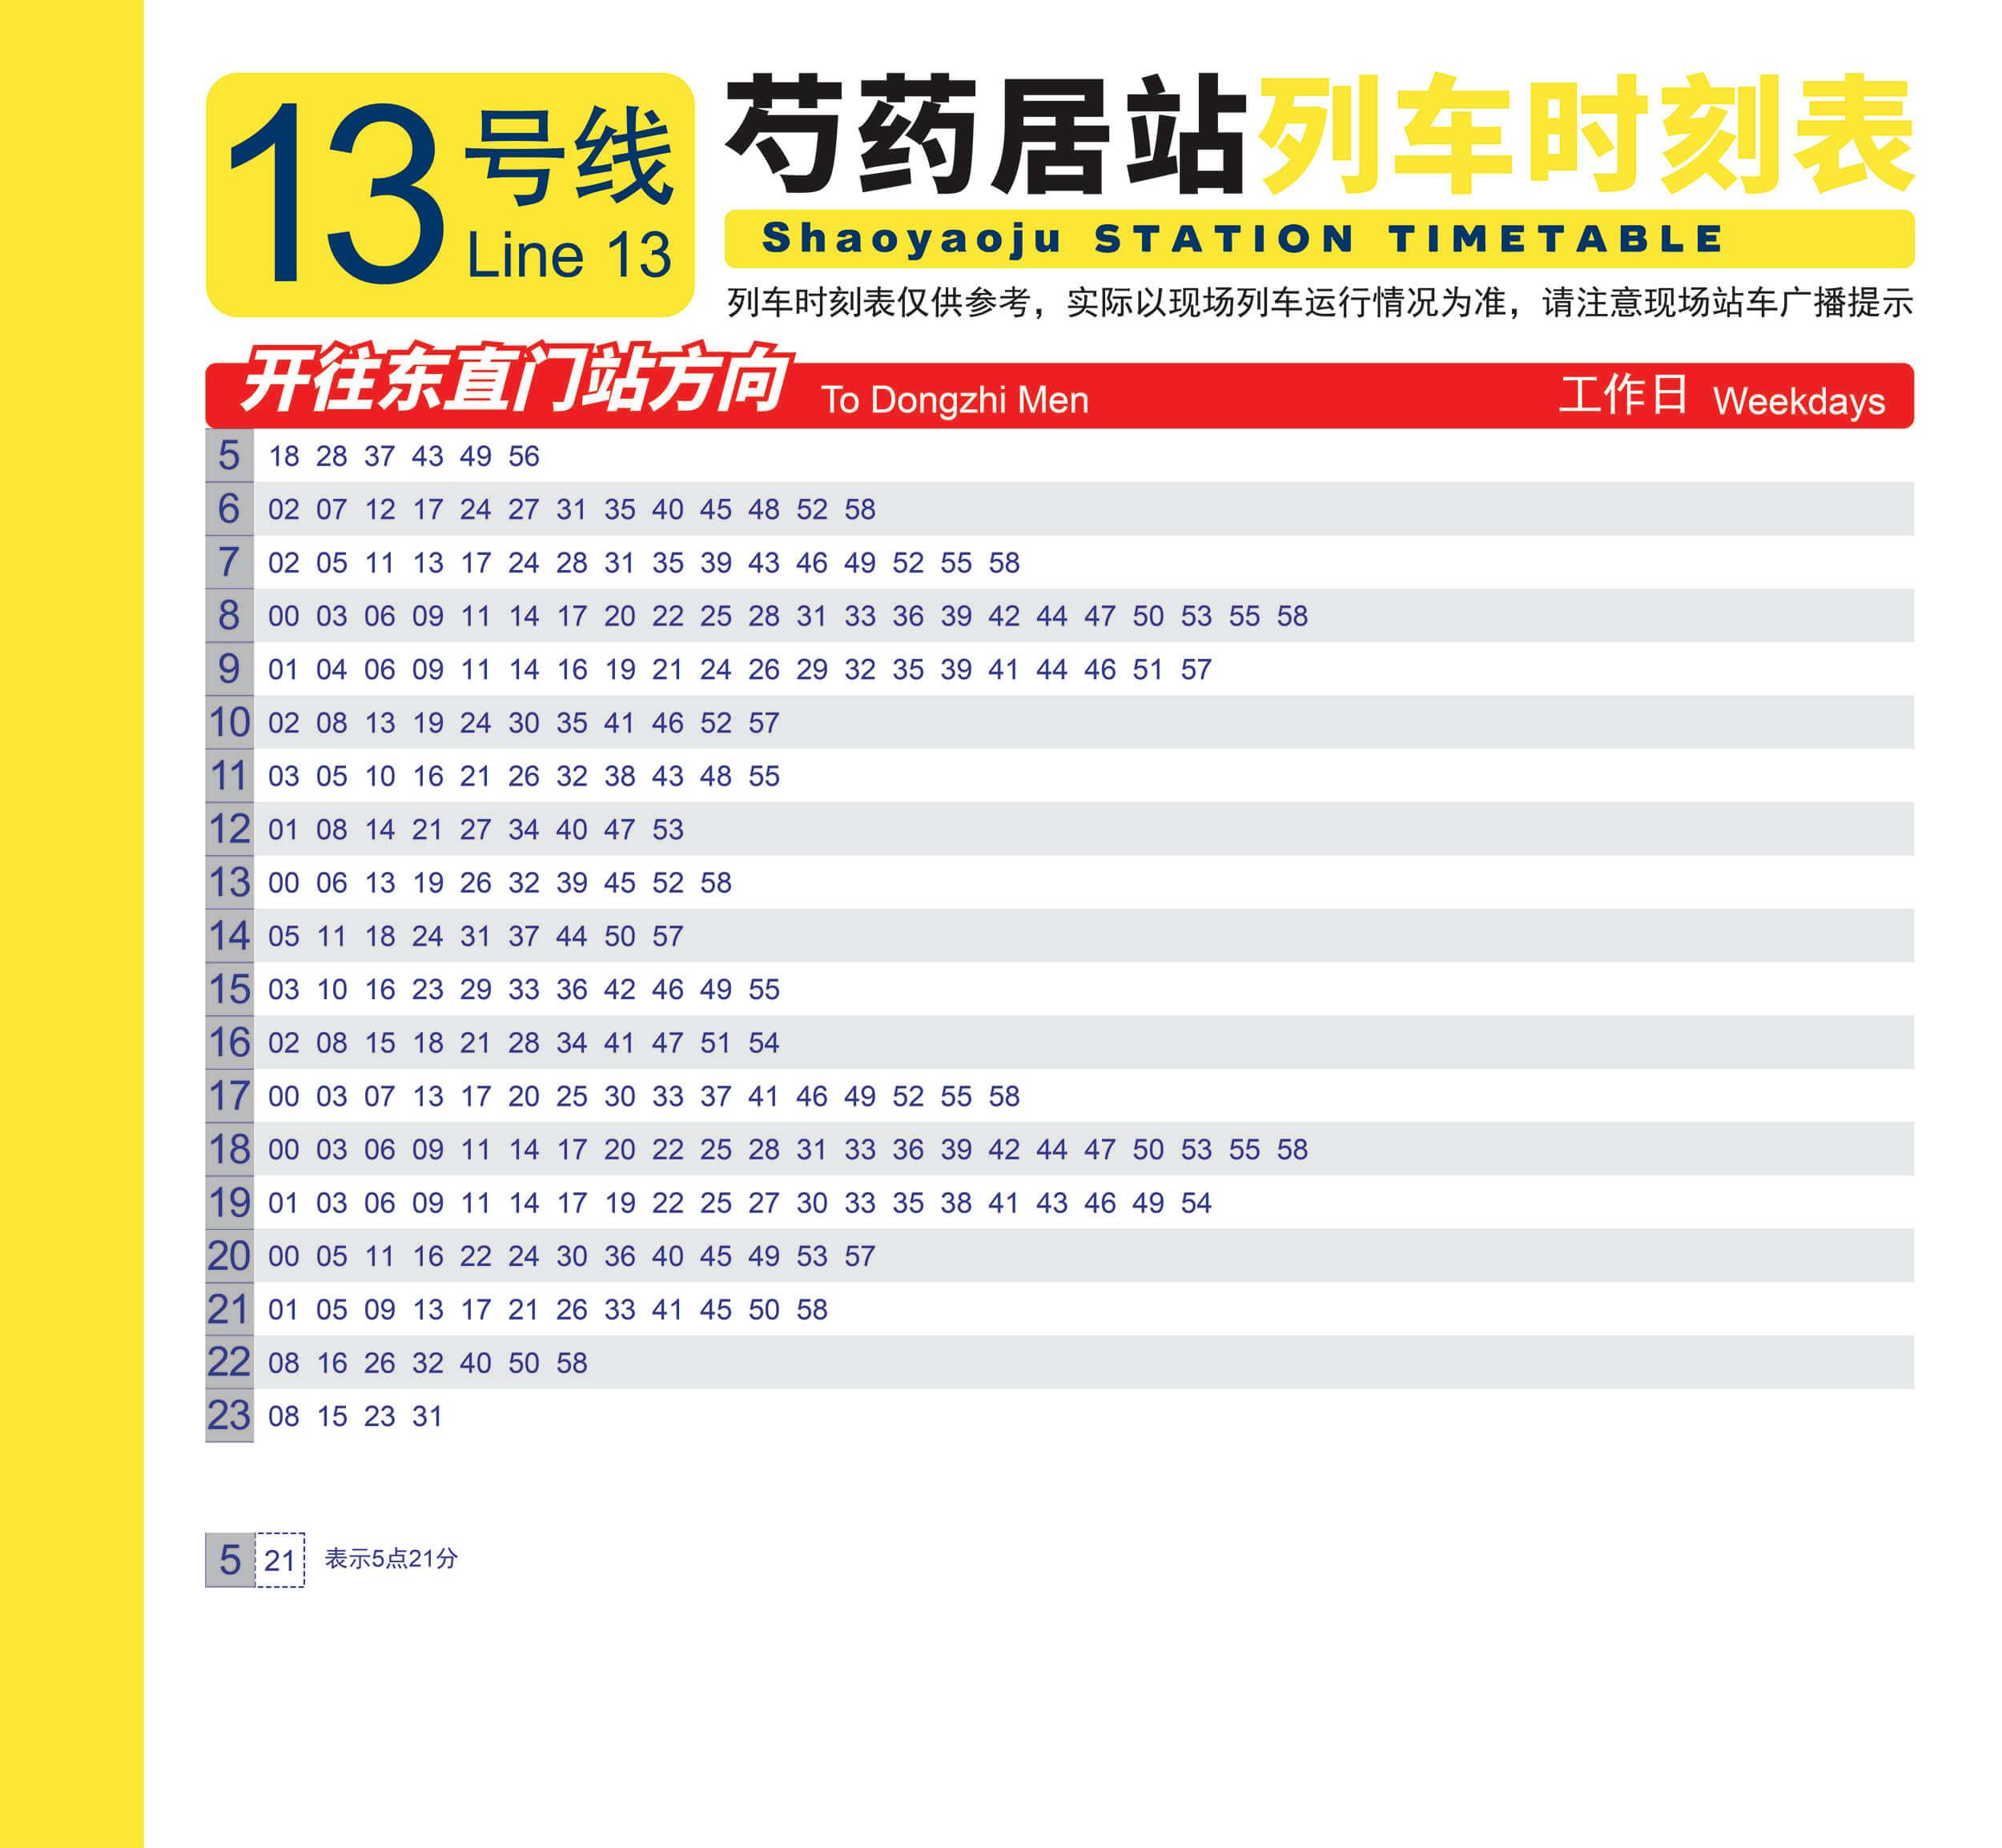 13号线
Line 13
芍药居站列车时刻表
Shaoyaoju STATION TIMETABLE
列车时刻表仅供参考，实际以现场列车运行情况为准，请注意现场站车广播提示
开往东直门站方向 To Dongzhi Men 工作日 Weekdays
5 18 28 37 43 49 56
6 02 07 12 17 24 27 31 35 40 45 48 52 58
7 02 05 11 13 17 24 28 31 35 39 43 46 49 52 55 58
8 00 03 06 09 11 14 17 20 22 25 28 31 33 36 39 42 44 47 50 53 55 58
9 01 04 06 09 11 14 16 19 21 24 26 29 32 35 39 41 44 46 51 57
10 02 08 13 19 24 30 35 41 46 52 57
11 03 05 10 16 21 26 32 38 43 48 55
12 01 08 14 21 27 34 40 47 53
13 00 06 13 19 26 32 39 45 52 58
14 05 11 18 24 31 37 44 50 57
15 03 10 16 23 29 33 36 42 46 49 55
16 02 08 15 18 21 28 34 41 47 51 54
17 00 03 07 13 17 20 25 30 33 37 41 46 49 52 55 58
18 00 03 06 09 11 14 17 20 22 25 28 31 33 36 39 42 44 47 50 53 55 58
19 01 03 06 09 11 14 17 19 22 25 27 30 33 35 38 41 43 46 49 54
20 00 05 11 16 22 24 30 36 40 45 49 53 57
21 01 05 09 13 17 21 26 33 41 45 50 58
22 08 16 26 32 40 50 58
23 08 15 23 31
5 21 表示5点21分